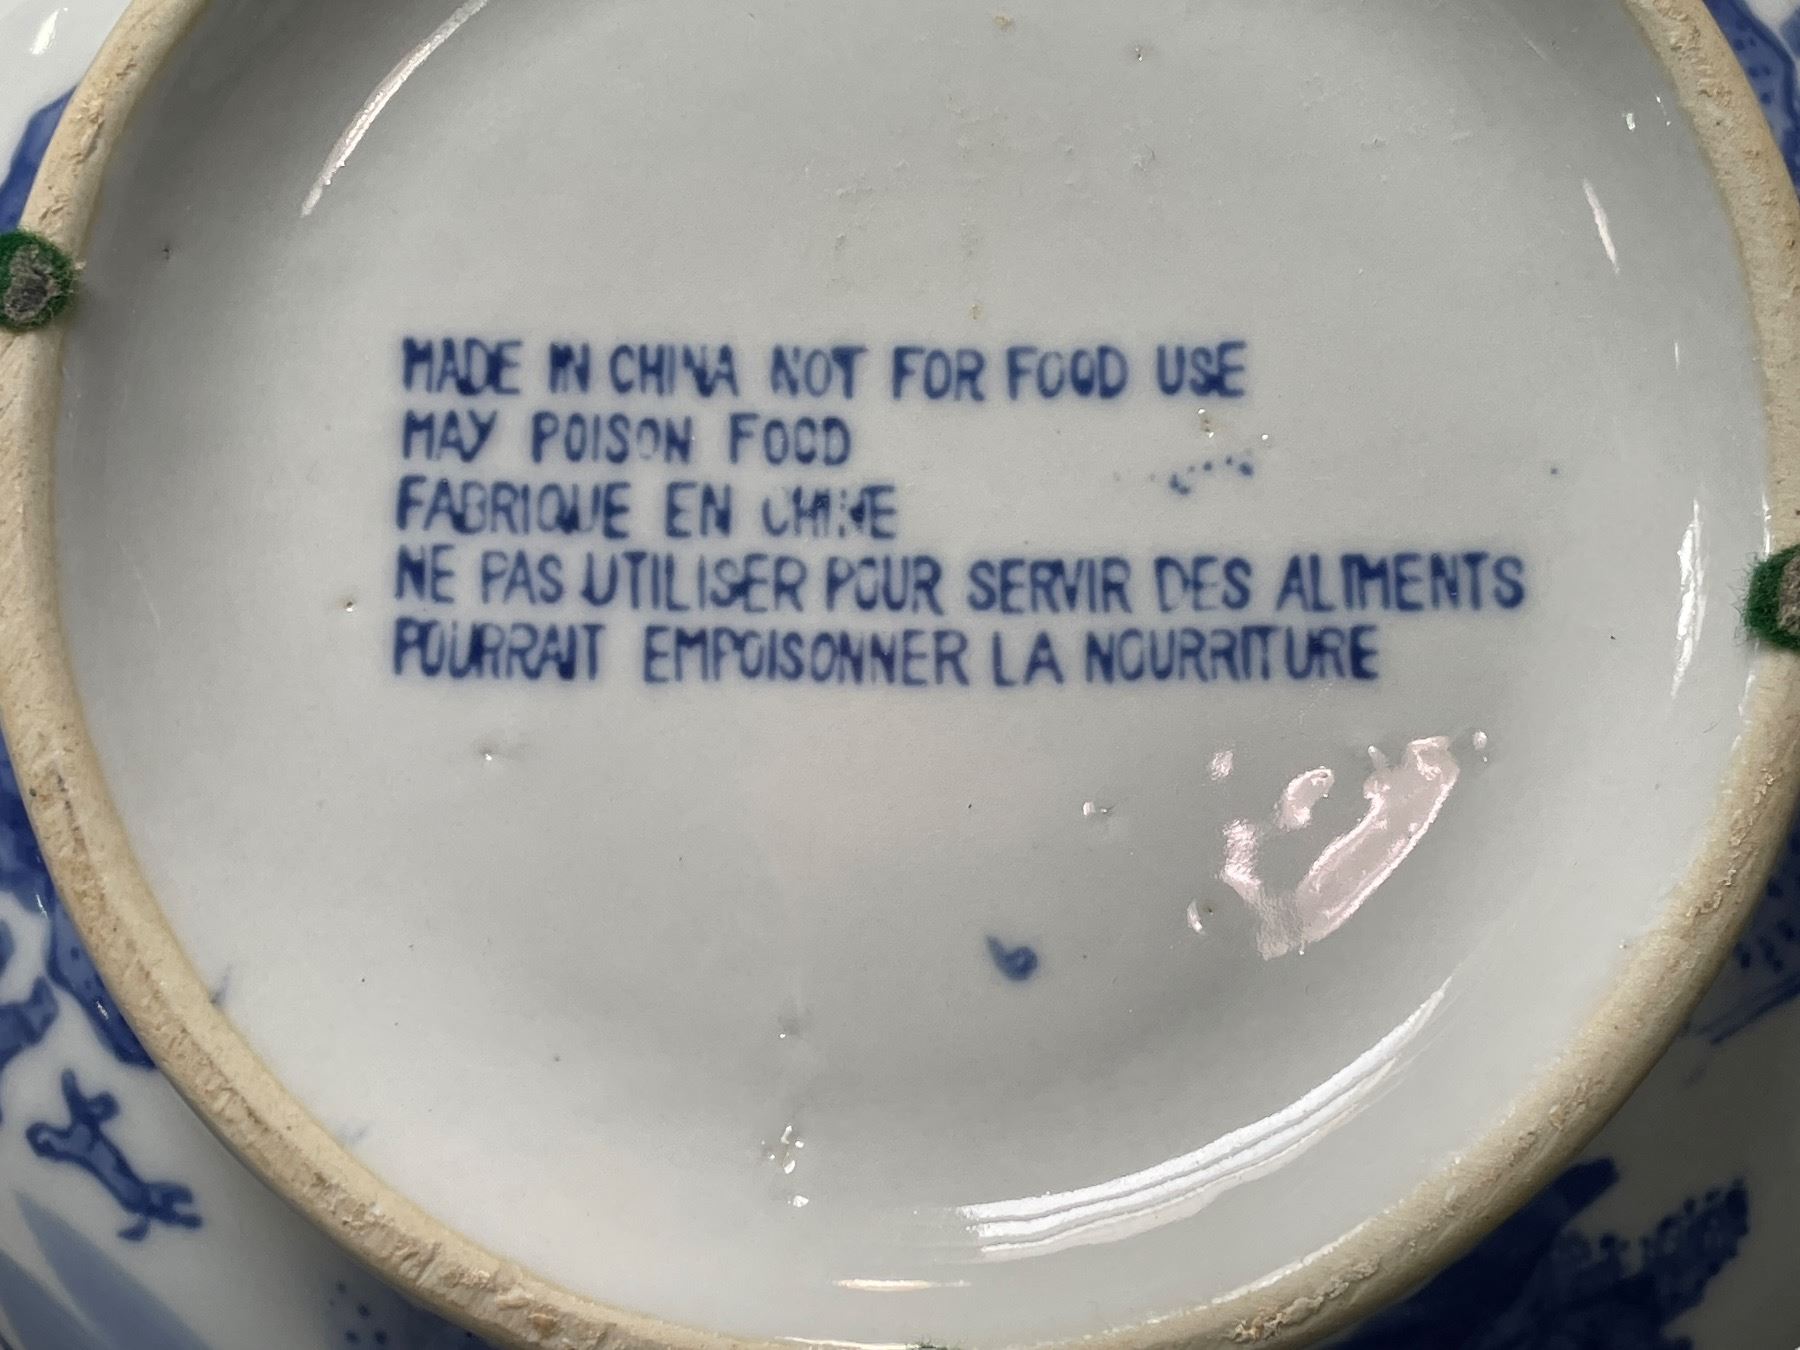 MADE IN CHINA NOT FOR FOOD USE
MAY POISON FOOD
FABRIQUE EN CHINE
NE PAS UTILISER POUR SERVIR DES ALIMENTS
POURRAIT EMPOISONNER LA NOURRITURE